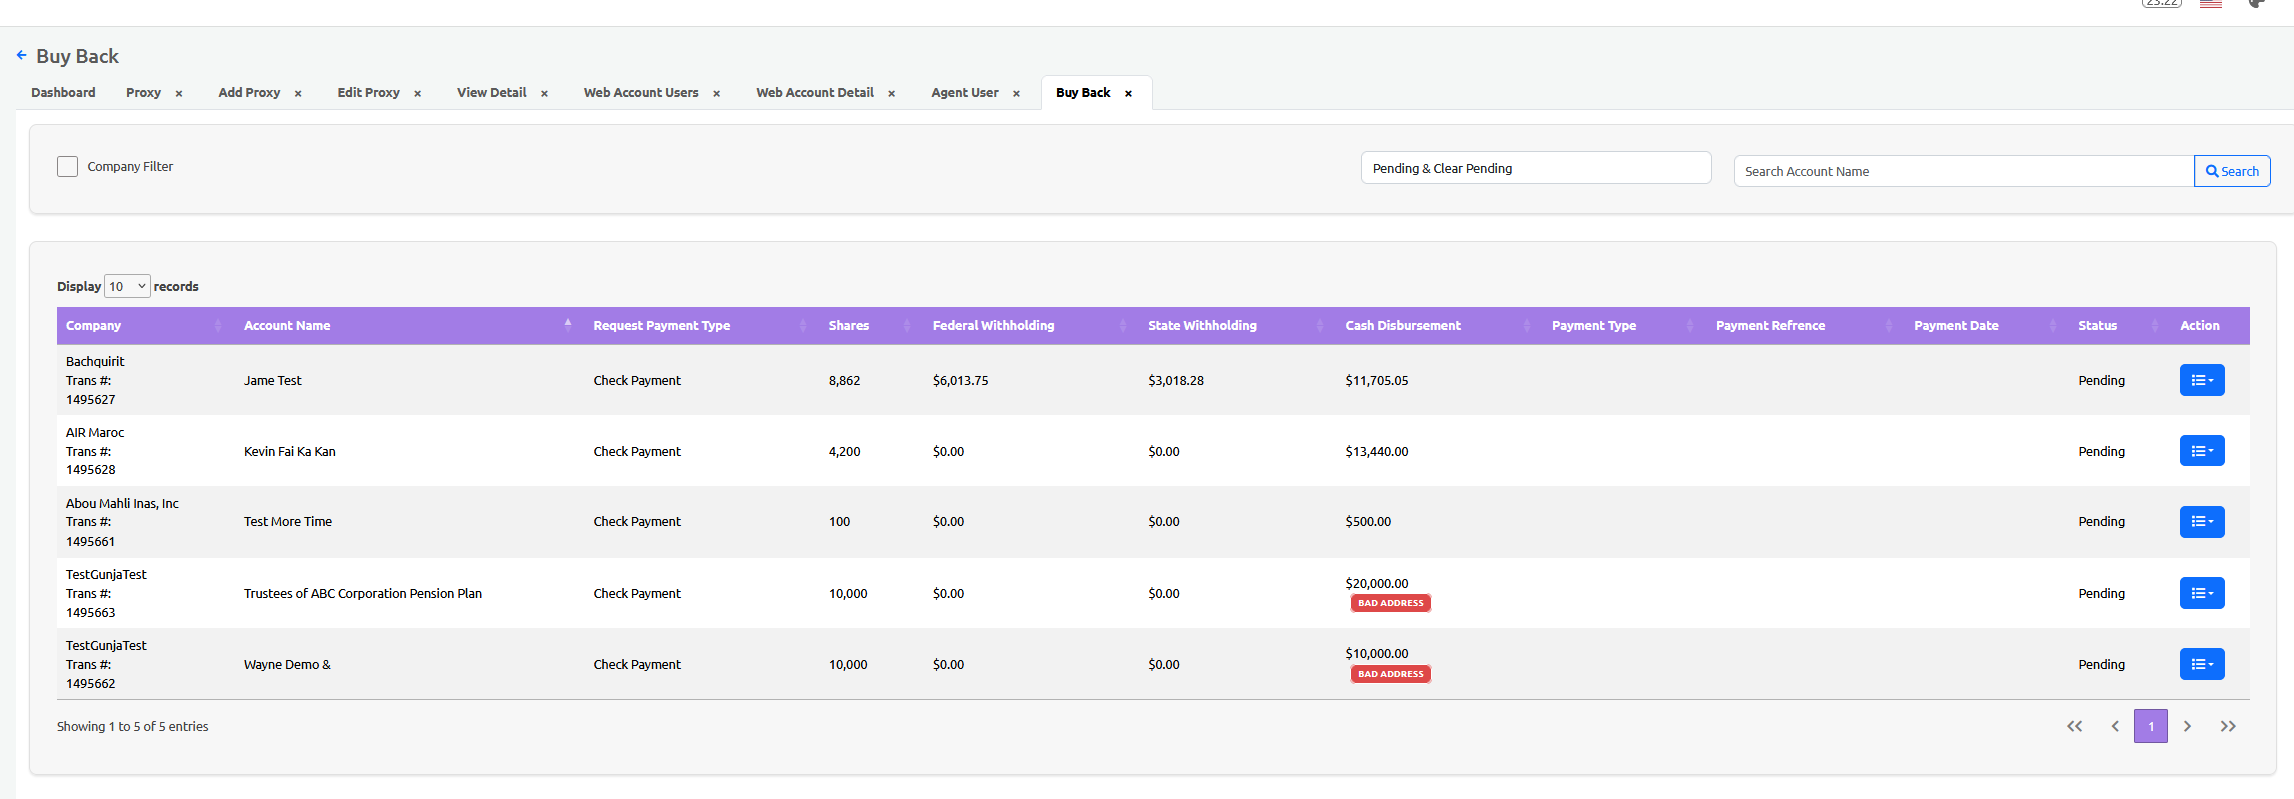 23:22
Buy Back
Dashboard Proxy × Add Proxy × Edit Proxy × View Detail × Web Account Users × Web Account Detail × Agent User × Buy Back ×
Company Filter Pending & Clear Pending Search Account Name Search
Display 10 records
Company Account Name Request Payment Type Shares Federal Withholding State Withholding Cash Disbursement Payment Type Payment Refrence Payment Date Status Action
Bachquirit
Trans #:
1495627
Jame Test Check Payment 8,862 $6,013.75 $3,018.28 $11,705.05 Pending
AIR Maroc
Trans #:
1495628
Kevin Fai Ka Kan Check Payment 4,200 $0.00 $0.00 $13,440.00 Pending
Abou Mahli Inas, Inc
Trans #:
1495661
Test More Time Check Payment 100 $0.00 $0.00 $500.00 Pending
TestGunjaTest
Trans #:
1495663
Trustees of ABC Corporation Pension Plan Check Payment 10,000 $0.00 $0.00 $20,000.00 Pending
BAD ADDRESS
TestGunjaTest
Trans #:
1495662
Wayne Demo & Check Payment 10,000 $0.00 $0.00 $10,000.00 Pending
BAD ADDRESS
Showing 1 to 5 of 5 entries 1